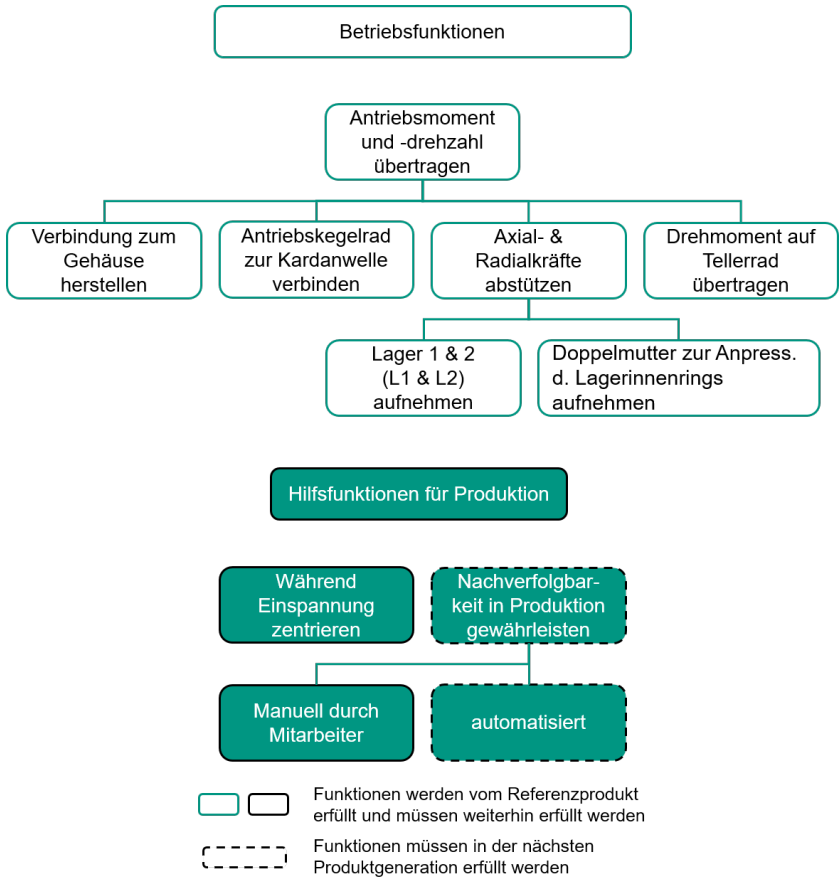 Betriebsfunktionen
Antriebsmoment
und -drehzahl
übertragen
Verbindung zum
Gehäuse
herstellen
Antriebskegelrad
zur Kardanwelle
verbinden
Axial- &
Radialkräfte
abstützen
Drehmoment auf
Tellerrad
übertragen
Lager 1 & 2
(L1 & L2)
aufnehmen
Doppelmutter zur Anpress.
d. Lagerinnenrings
aufnehmen
Hilfsfunktionen für Produktion
Während
Einspannung
zentrieren
Nachverfolgbar-
keit in Produktion
gewährleisten
Manuell durch
Mitarbeiter
automatisiert
Funktionen werden vom Referenzprodukt
erfüllt und müssen weiterhin erfüllt werden
Funktionen müssen in der nächsten
Produktgeneration erfüllt werden